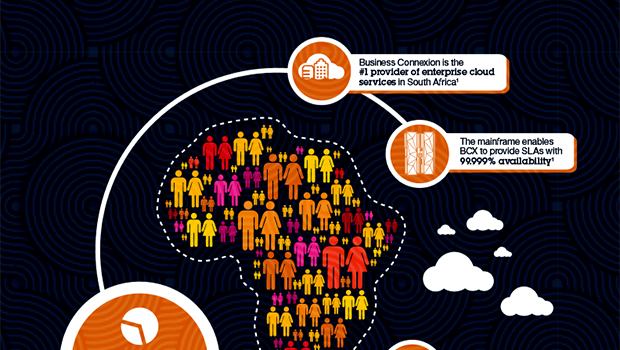 Business Connexion is the
#1 provider of enterprise cloud
services in South Africa¹
The mainframe enables
BCX to provide SLAs with
99.999% availability¹